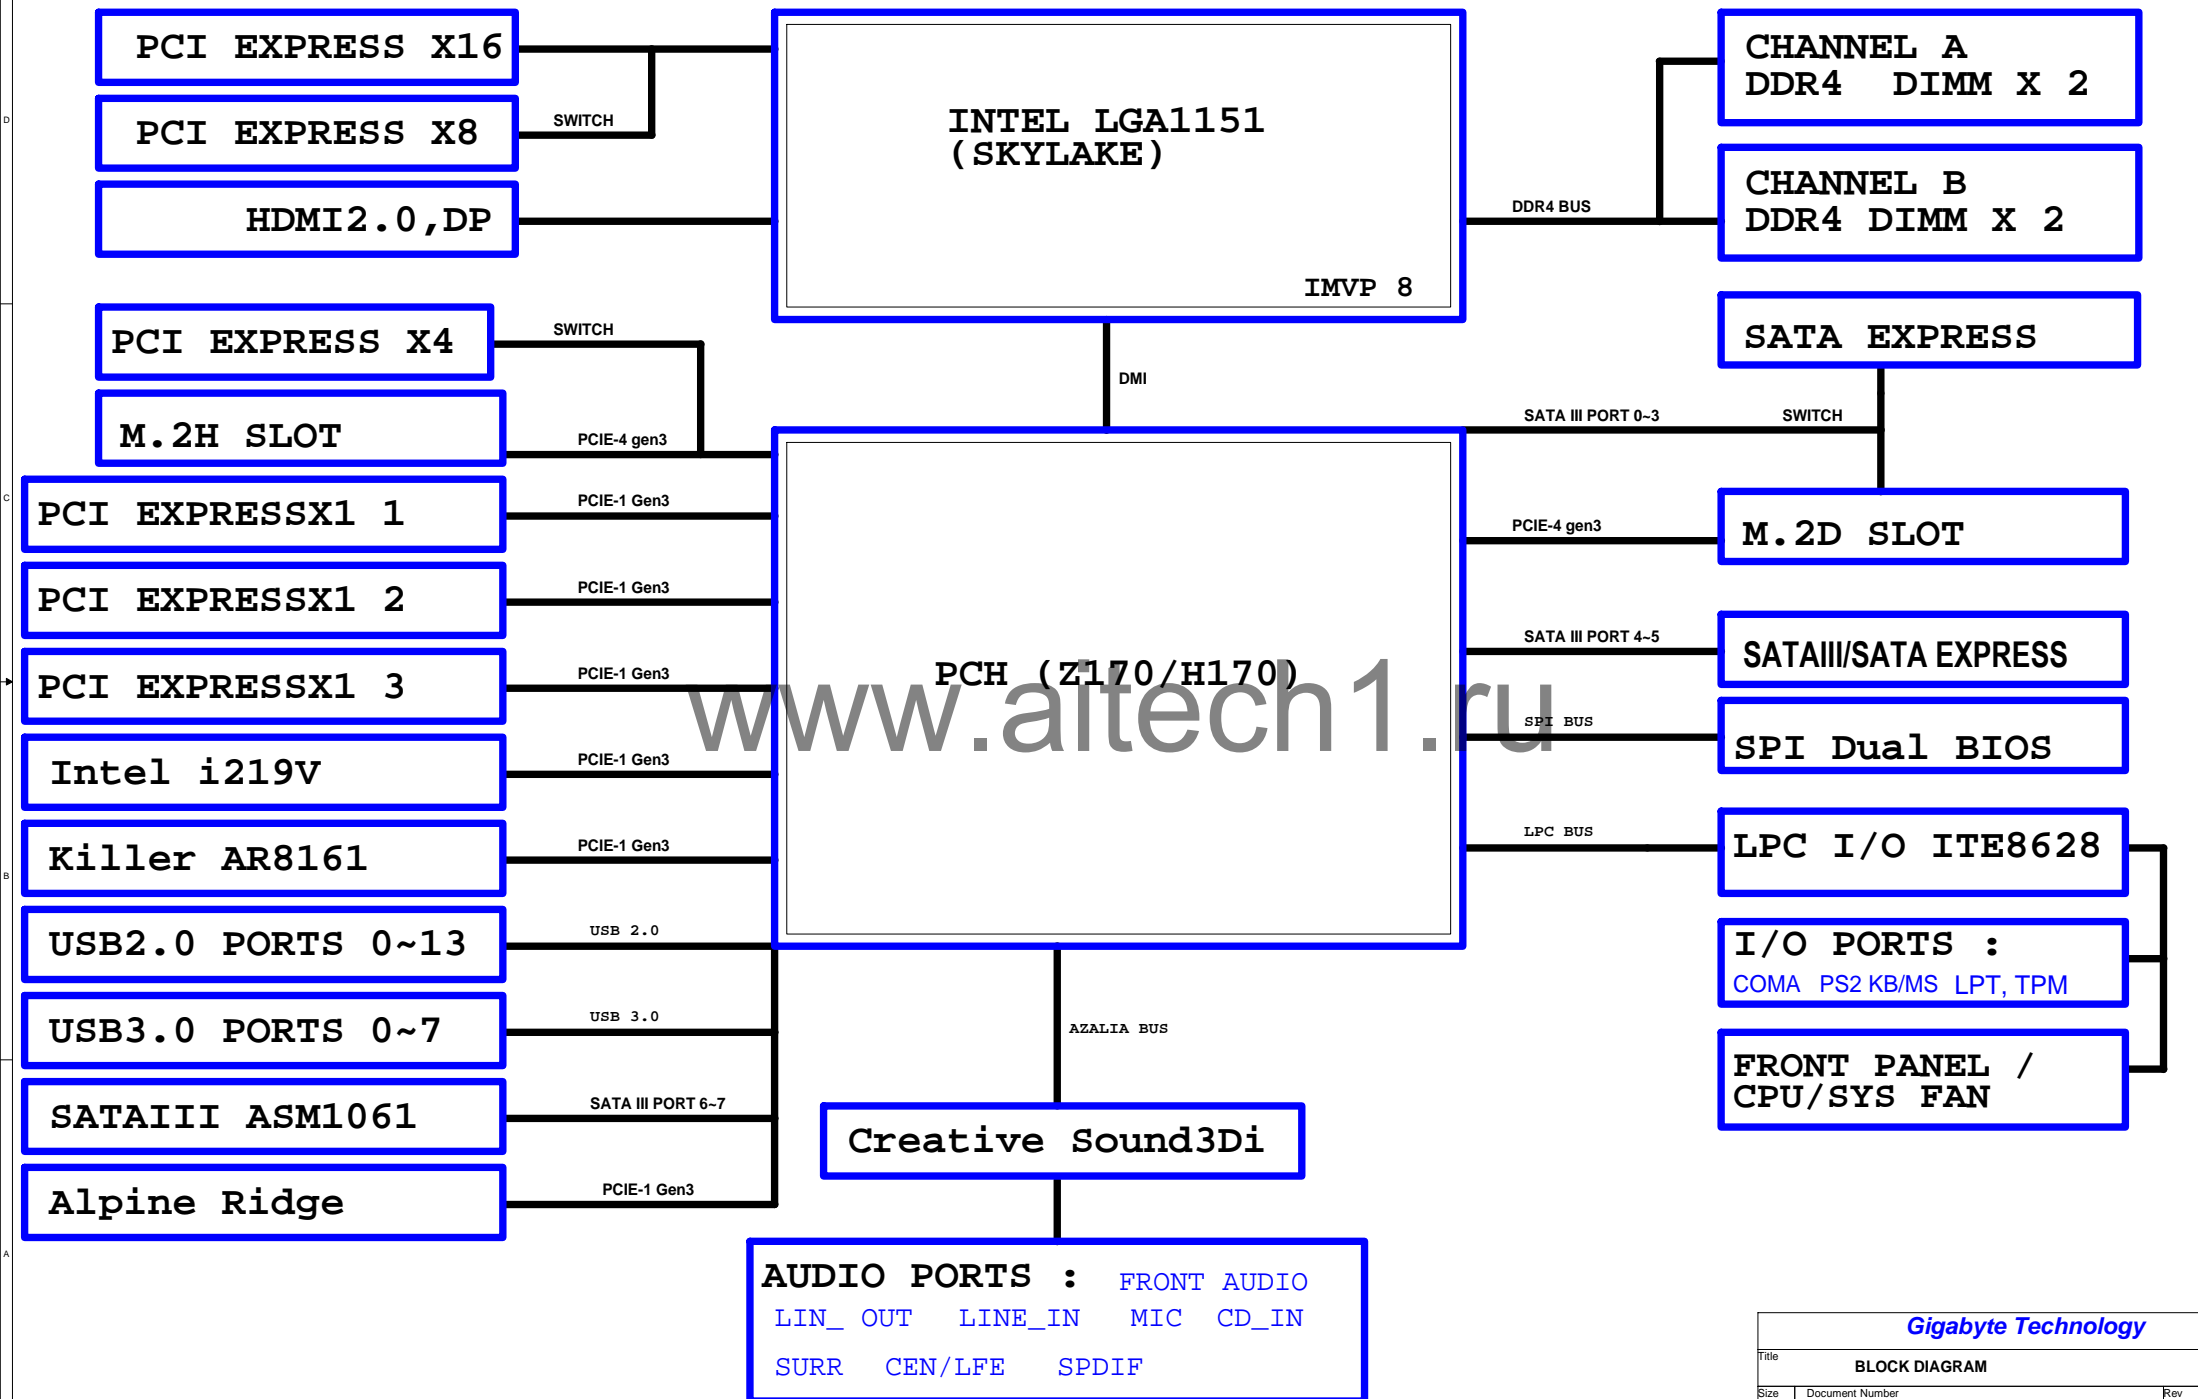 PCI EXPRESS X16
PCI EXPRESS X8
SWITCH
HDMI2.0,DP
INTEL LGA1151
(SKYLAKE)
IMVP 8
DDR4 BUS
CHANNEL A
DDR4 DIMM X 2
CHANNEL B
DDR4 DIMM X 2
PCI EXPRESS X4
SWITCH
M.2H SLOT
PCIE-4 gen3
PCI EXPRESSX1 1
PCIE-1 Gen3
PCI EXPRESSX1 2
PCIE-1 Gen3
PCI EXPRESSX1 3
PCIE-1 Gen3
Intel i219V
PCIE-1 Gen3
Killer AR8161
PCIE-1 Gen3
USB2.0 PORTS 0~13
USB 2.0
USB3.0 PORTS 0~7
USB 3.0
SATAIII ASM1061
SATA III PORT 6~7
Alpine Ridge
PCIE-1 Gen3
DMI
PCH (Z170/H170)
www.aitech1.ru
SATA EXPRESS
SATA III PORT 0~3 SWITCH
PCIE-4 gen3
M.2D SLOT
SATA III PORT 4~5
SATAIII/SATA EXPRESS
SPI BUS
SPI Dual BIOS
LPC BUS
LPC I/O ITE8628
I/O PORTS :
COMA PS2 KB/MS LPT, TPM
FRONT PANEL /
CPU/SYS FAN
AZALIA BUS
Creative Sound3Di
AUDIO PORTS : FRONT AUDIO
LIN_ OUT LINE_IN MIC CD_IN
SURR CEN/LFE SPDIF
D
C
B
A
Gigabyte Technology
Title
BLOCK DIAGRAM
Size Document Number Rev